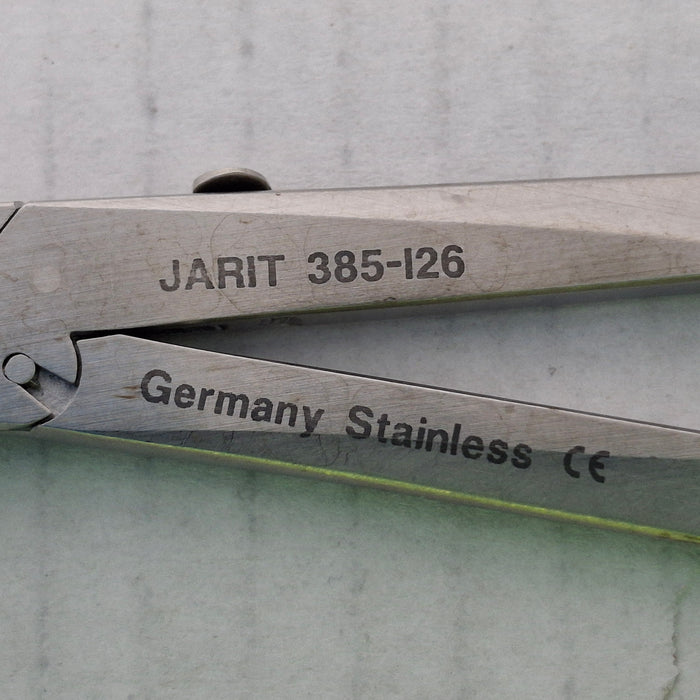 JARIT 385-126
Germany Stainless CE